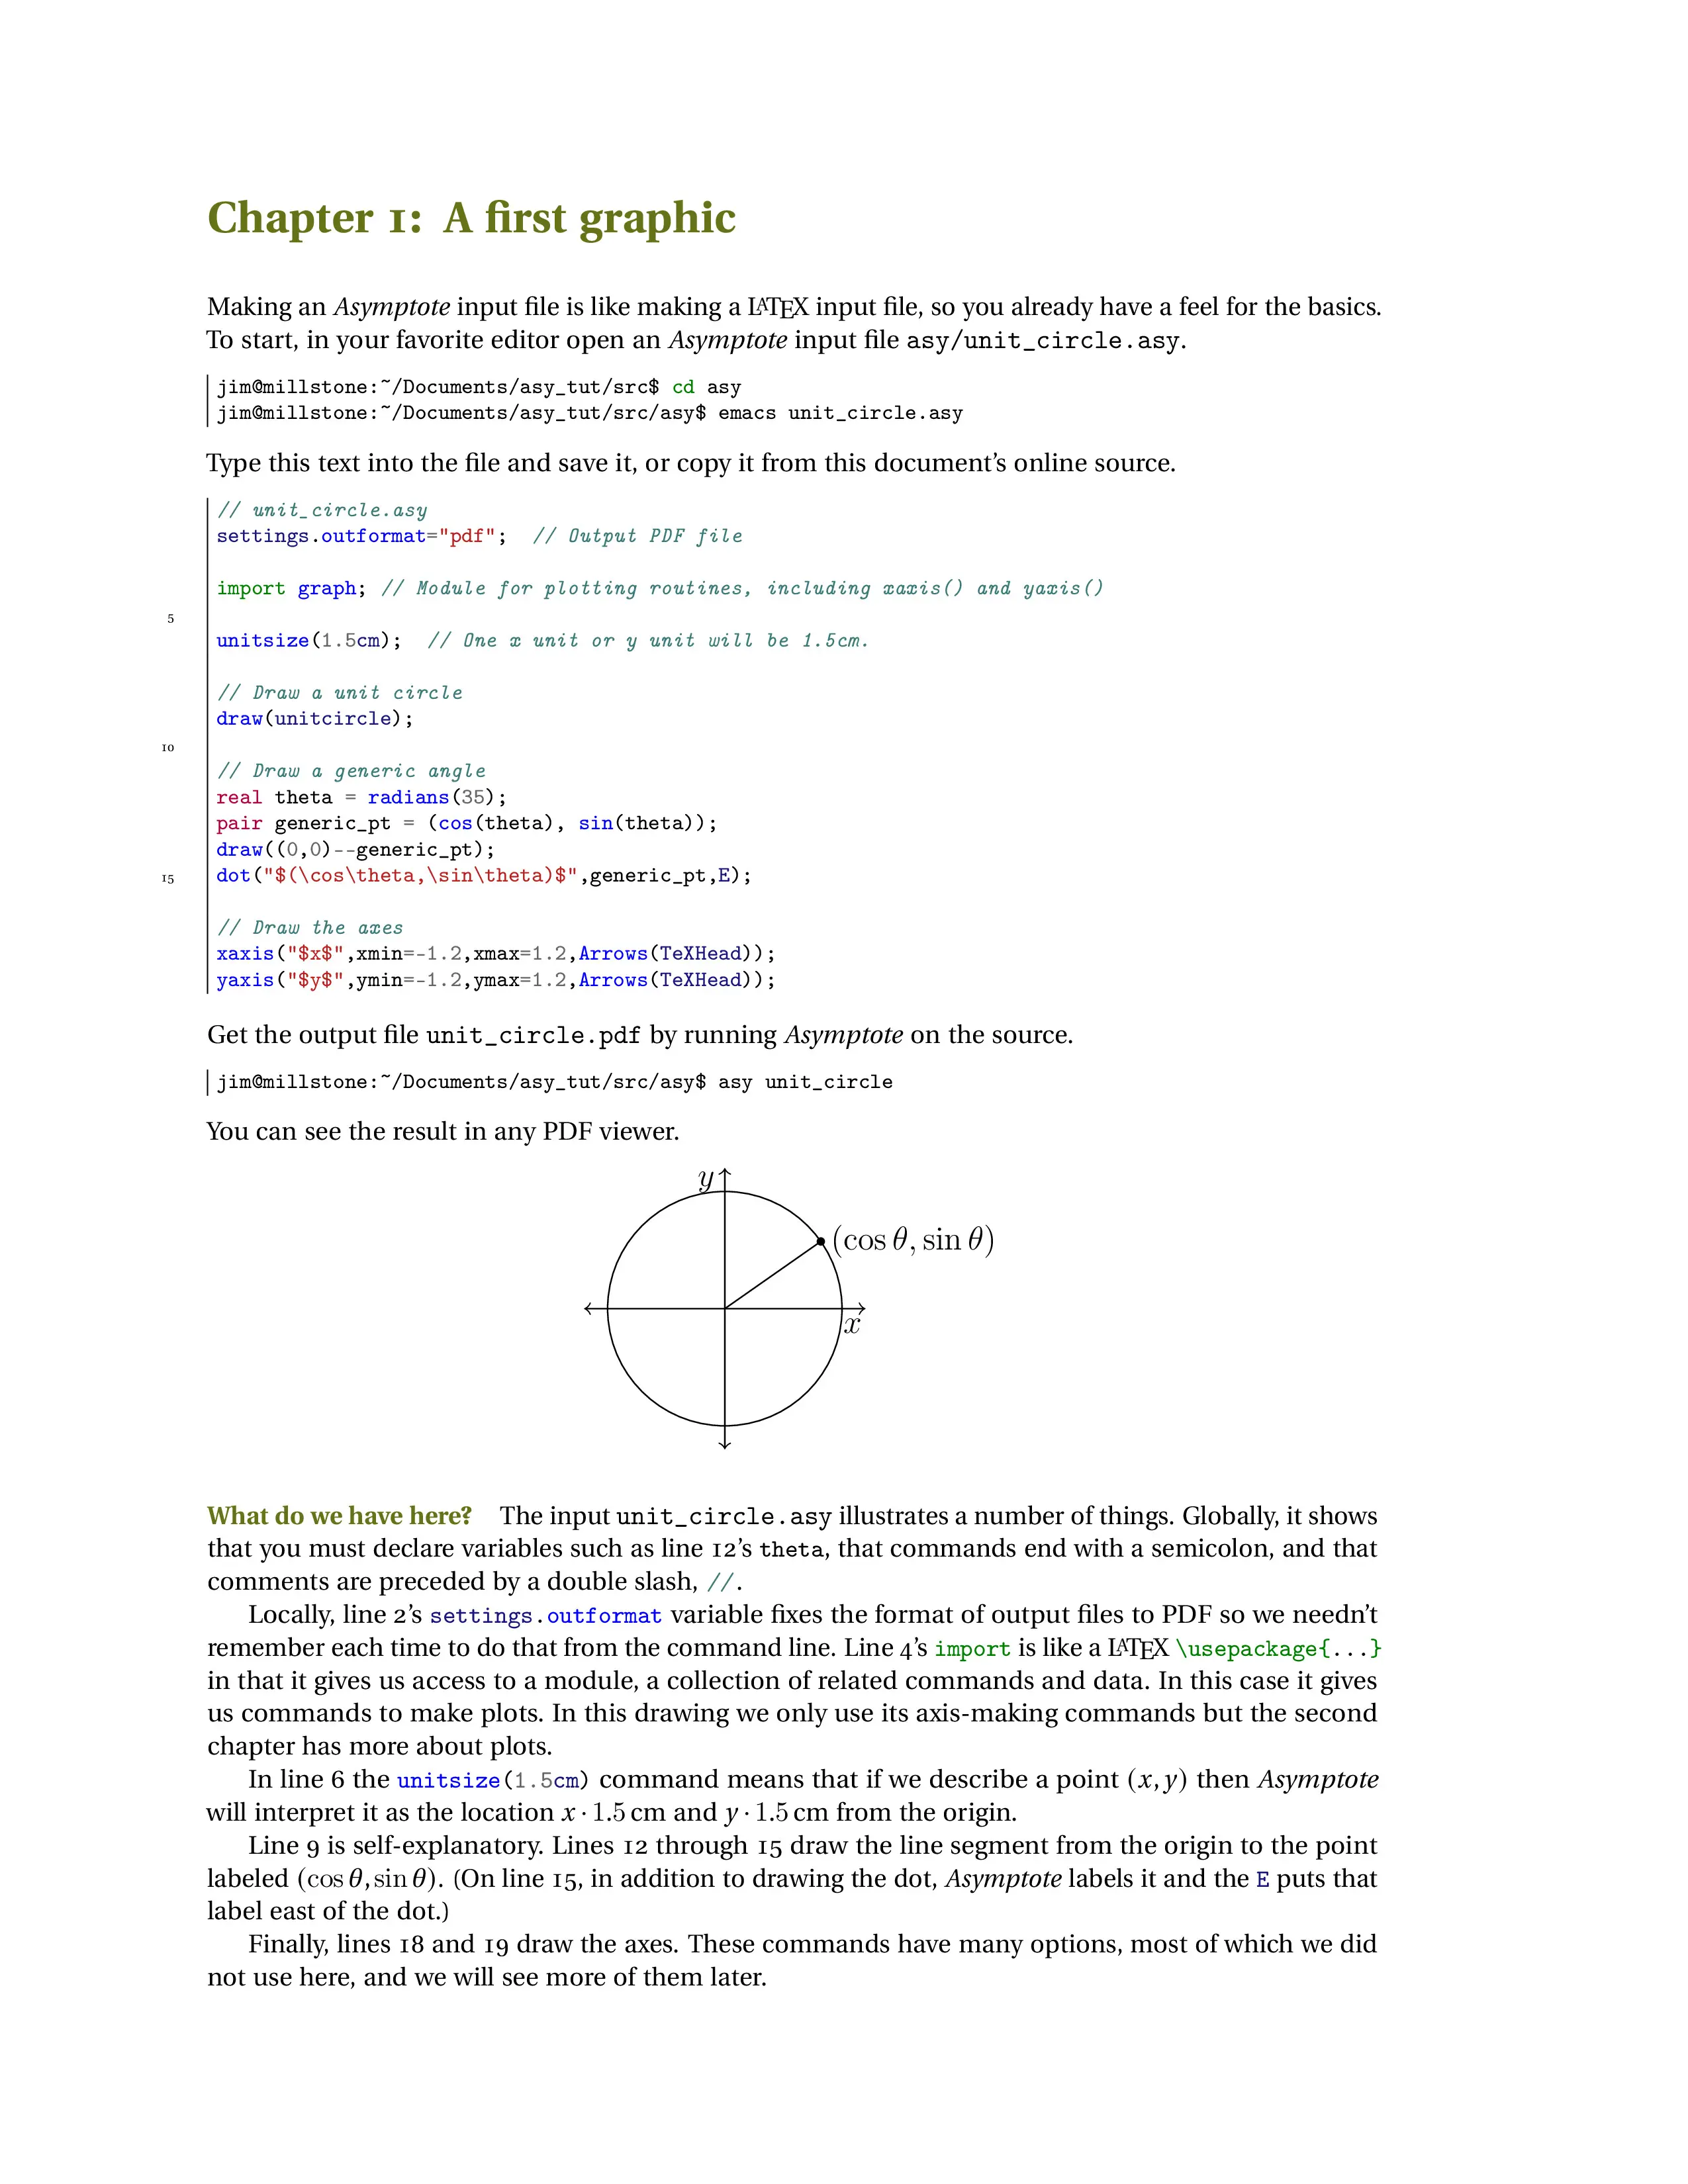 Chapter 1: A first graphic
Making an Asymptote input file is like making a LATEX input file, so you already have a feel for the basics.
To start, in your favorite editor open an Asymptote input file asy/unit_circle.asy.
jim@millstone:~/Documents/asy_tut/src$ cd asy
jim@millstone:~/Documents/asy_tut/src/asy$ emacs unit_circle.asy
Type this text into the file and save it, or copy it from this document's online source.
// unit_circle.asy
settings.outformat="pdf";  // Output PDF file
import graph; // Module for plotting routines, including xaxis() and yaxis()
5
unitsize(1.5cm);  // One x unit or y unit will be 1.5cm.
// Draw a unit circle
draw(unitcircle);
10
// Draw a generic angle
real theta = radians(35);
pair generic_pt = (cos(theta), sin(theta));
draw((0,0)--generic_pt);
15 dot("$(\cos\theta,\sin\theta)$",generic_pt,E);
// Draw the axes
xaxis("$x$",xmin=-1.2,xmax=1.2,Arrows(TeXHead));
yaxis("$y$",ymin=-1.2,ymax=1.2,Arrows(TeXHead));
Get the output file unit_circle.pdf by running Asymptote on the source.
jim@millstone:~/Documents/asy_tut/src/asy$ asy unit_circle
You can see the result in any PDF viewer.
y
(cos θ, sin θ)
x
What do we have here? The input unit_circle.asy illustrates a number of things. Globally, it shows
that you must declare variables such as line 12's theta, that commands end with a semicolon, and that
comments are preceded by a double slash, //.
Locally, line 2's settings.outformat variable fixes the format of output files to PDF so we needn't
remember each time to do that from the command line. Line 4's import is like a LATEX \usepackage{...}
in that it gives us access to a module, a collection of related commands and data. In this case it gives
us commands to make plots. In this drawing we only use its axis-making commands but the second
chapter has more about plots.
In line 6 the unitsize(1.5cm) command means that if we describe a point (x, y) then Asymptote
will interpret it as the location x · 1.5 cm and y · 1.5 cm from the origin.
Line 9 is self-explanatory. Lines 12 through 15 draw the line segment from the origin to the point
labeled (cos θ, sin θ). (On line 15, in addition to drawing the dot, Asymptote labels it and the E puts that
label east of the dot.)
Finally, lines 18 and 19 draw the axes. These commands have many options, most of which we did
not use here, and we will see more of them later.